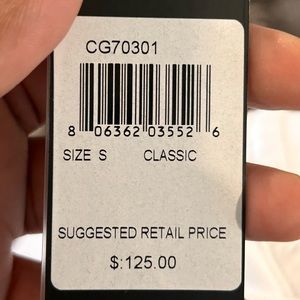 CG70301
8 06362 03552 6
SIZE S CLASSIC
SUGGESTED RETAIL PRICE
$:125.00